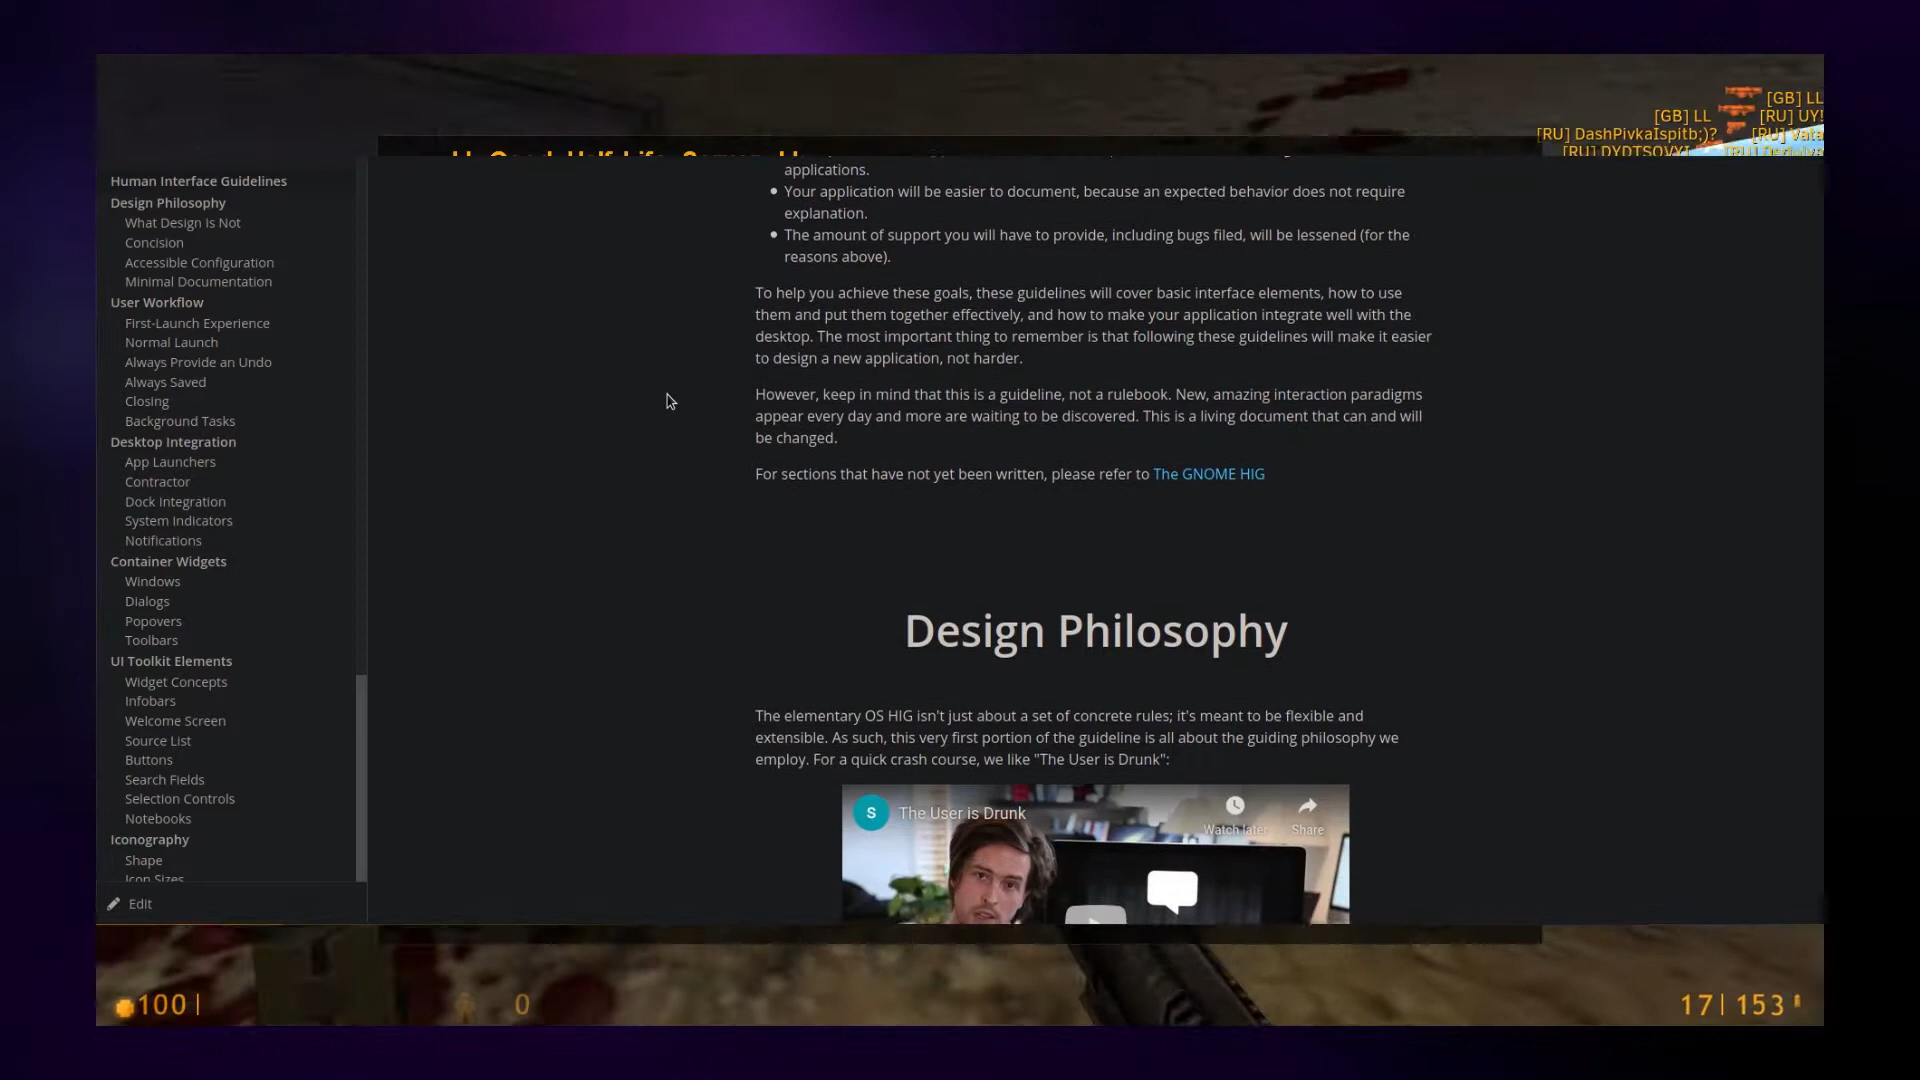 [GB] LL
[GB] LL [RU] UY!
[RU] DashPivkaIspitb;)? [RU] Vata
[RU] DYDTSOVYI
Human Interface Guidelines
Design Philosophy
What Design Is Not
Concision
Accessible Configuration
Minimal Documentation
User Workflow
First-Launch Experience
Normal Launch
Always Provide an Undo
Always Saved
Closing
Background Tasks
Desktop Integration
App Launchers
Contractor
Dock Integration
System Indicators
Notifications
Container Widgets
Windows
Dialogs
Popovers
Toolbars
UI Toolkit Elements
Widget Concepts
Infobars
Welcome Screen
Source List
Buttons
Search Fields
Selection Controls
Notebooks
Iconography
Shape
Icon Sizes
Edit
applications.
Your application will be easier to document, because an expected behavior does not require
explanation.
The amount of support you will have to provide, including bugs filed, will be lessened (for the
reasons above).
To help you achieve these goals, these guidelines will cover basic interface elements, how to use
them and put them together effectively, and how to make your application integrate well with the
desktop. The most important thing to remember is that following these guidelines will make it easier
to design a new application, not harder.
However, keep in mind that this is a guideline, not a rulebook. New, amazing interaction paradigms
appear every day and more are waiting to be discovered. This is a living document that can and will
be changed.
For sections that have not yet been written, please refer to The GNOME HIG
Design Philosophy
The elementary OS HIG isn't just about a set of concrete rules; it's meant to be flexible and
extensible. As such, this very first portion of the guideline is all about the guiding philosophy we
employ. For a quick crash course, we like "The User is Drunk":
S The User is Drunk
Watch later Share
100| 0 17| 153